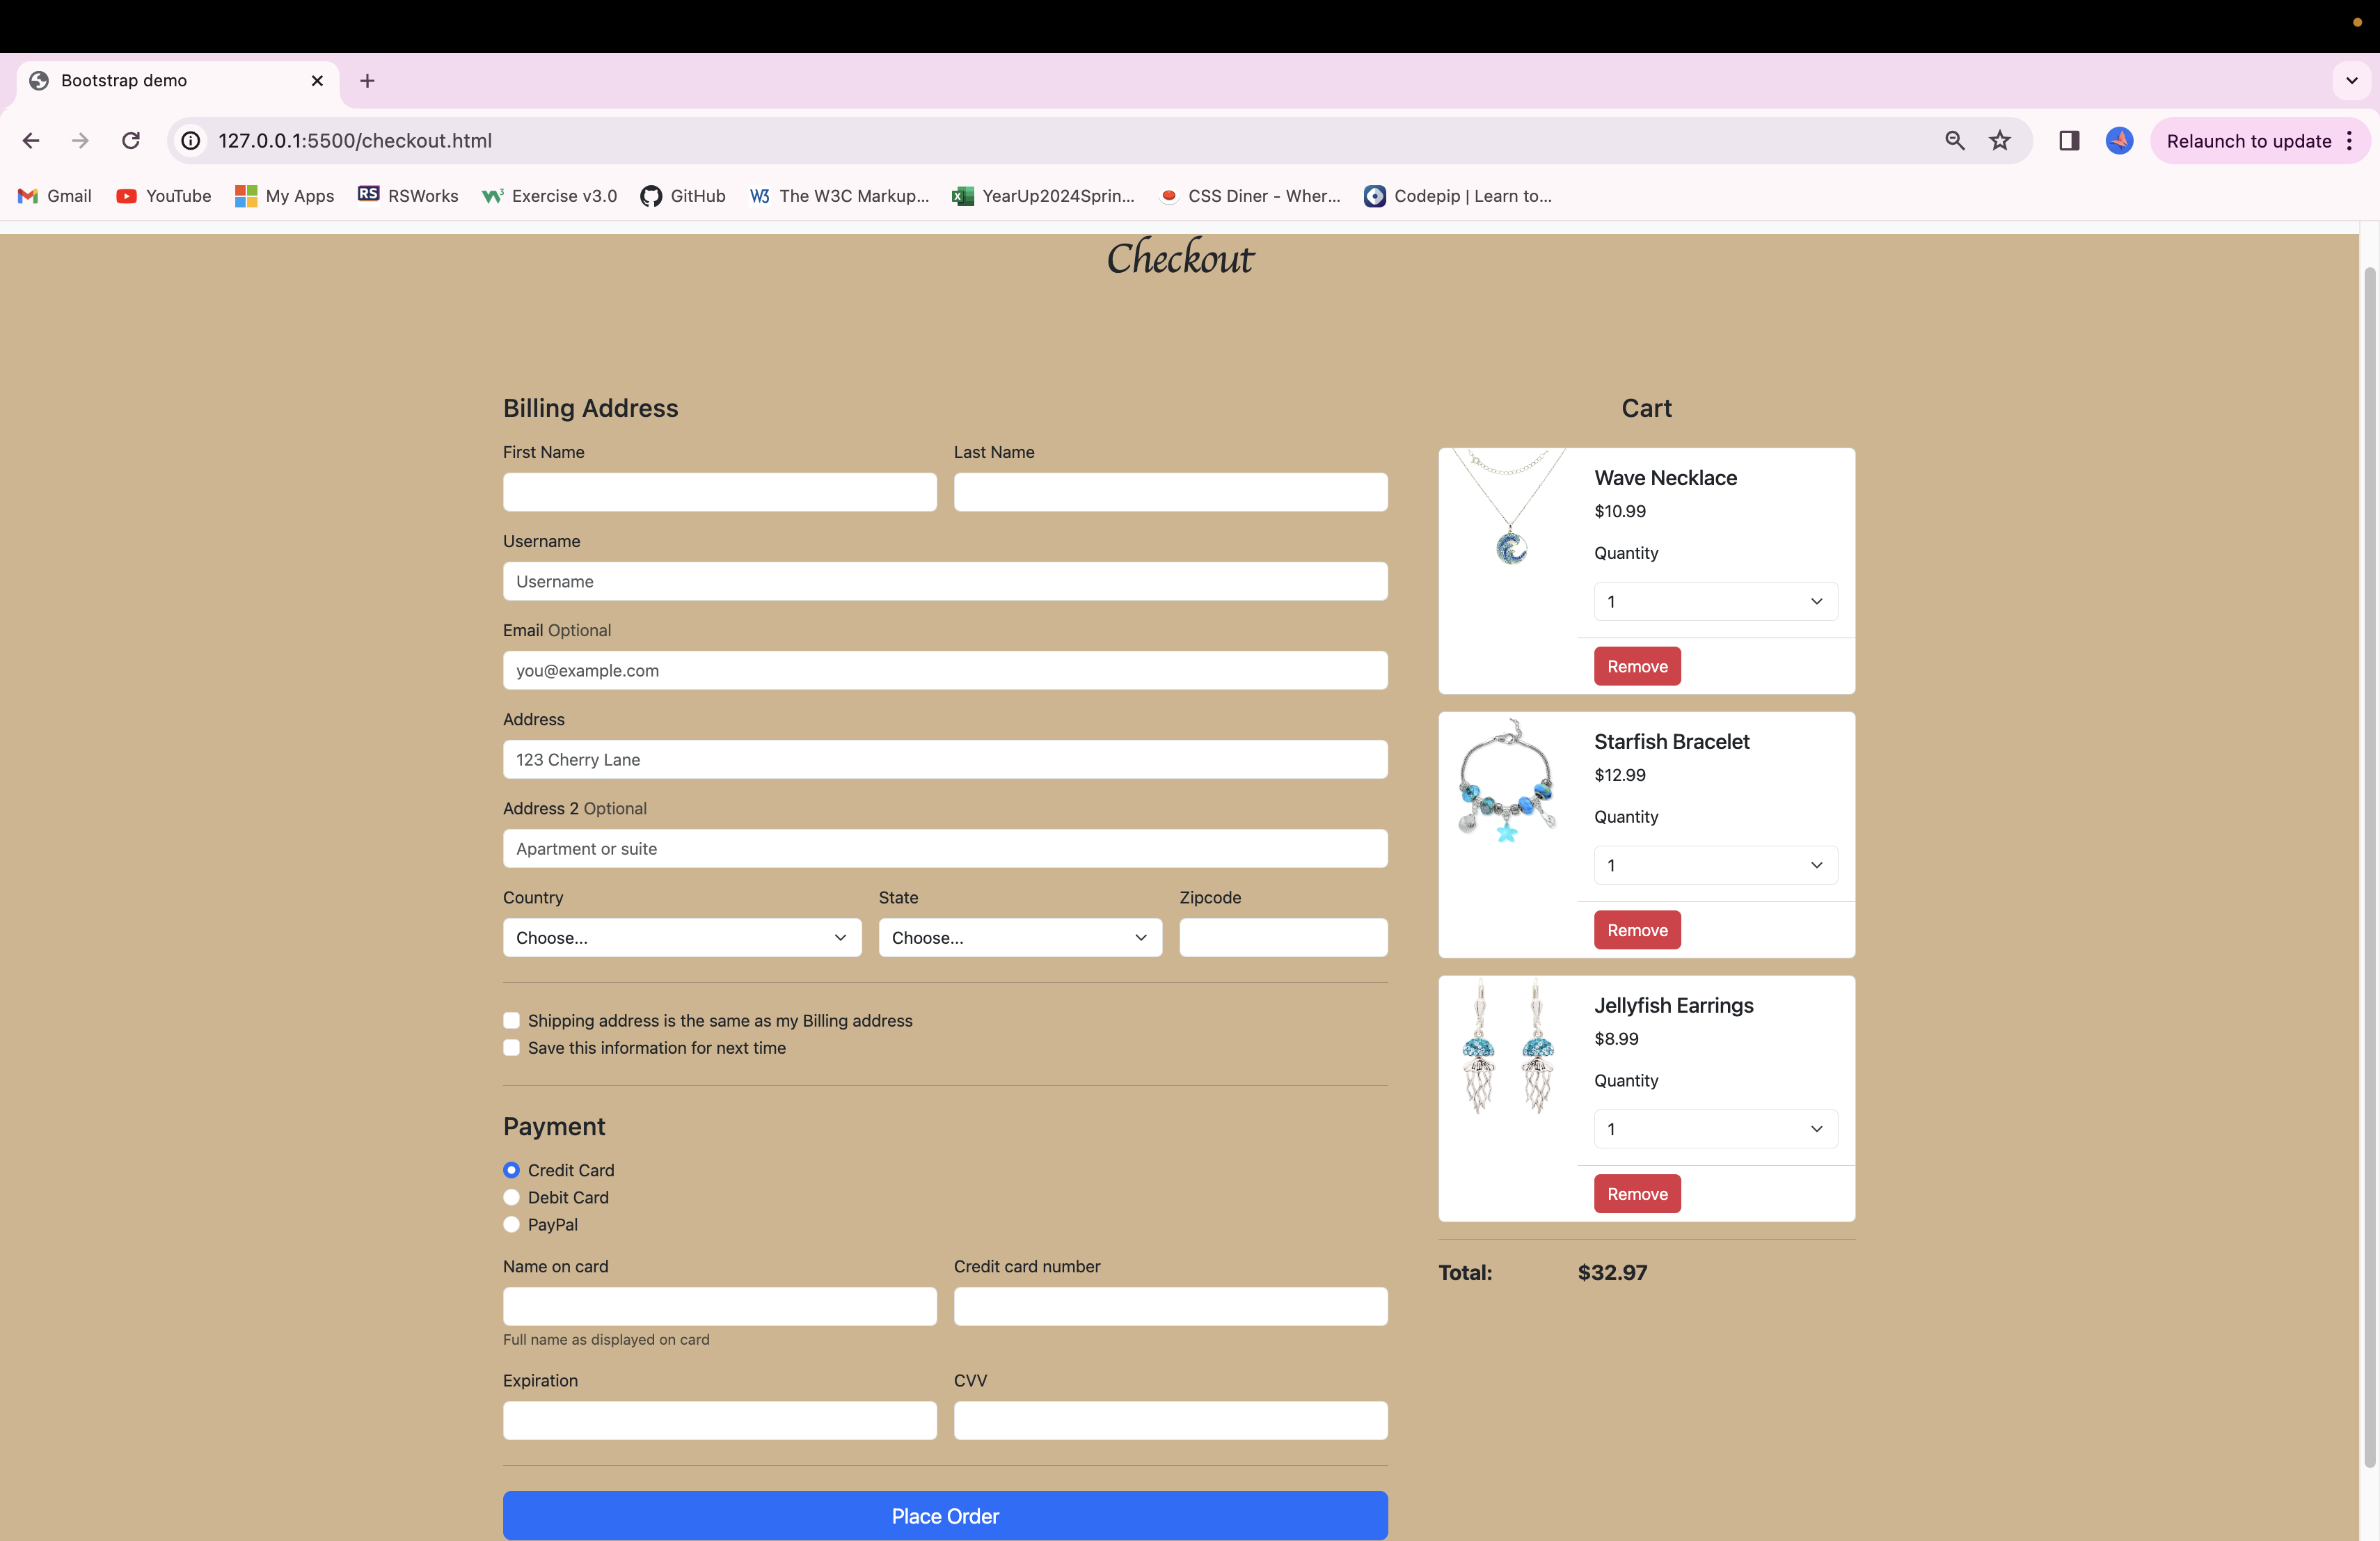 Bootstrap demo
127.0.0.1:5500/checkout.html
Relaunch to update
Gmail
YouTube
My Apps
RS
RSWorks
Exercise v3.0
GitHub
W3
The W3C Markup...
YearUp2024Sprin...
CSS Diner - Wher...
Codepip | Learn to...
Checkout
Billing Address
First Name
Last Name
Username
Username
Email Optional
you@example.com
Address
123 Cherry Lane
Address 2 Optional
Apartment or suite
Country
State
Zipcode
Choose...
Choose...
Shipping address is the same as my Billing address
Save this information for next time
Payment
Credit Card
Debit Card
PayPal
Name on card
Credit card number
Full name as displayed on card
Expiration
CVV
Place Order
Cart
Wave Necklace
$10.99
Quantity
1
Remove
Starfish Bracelet
$12.99
Quantity
1
Remove
Jellyfish Earrings
$8.99
Quantity
1
Remove
Total:
$32.97